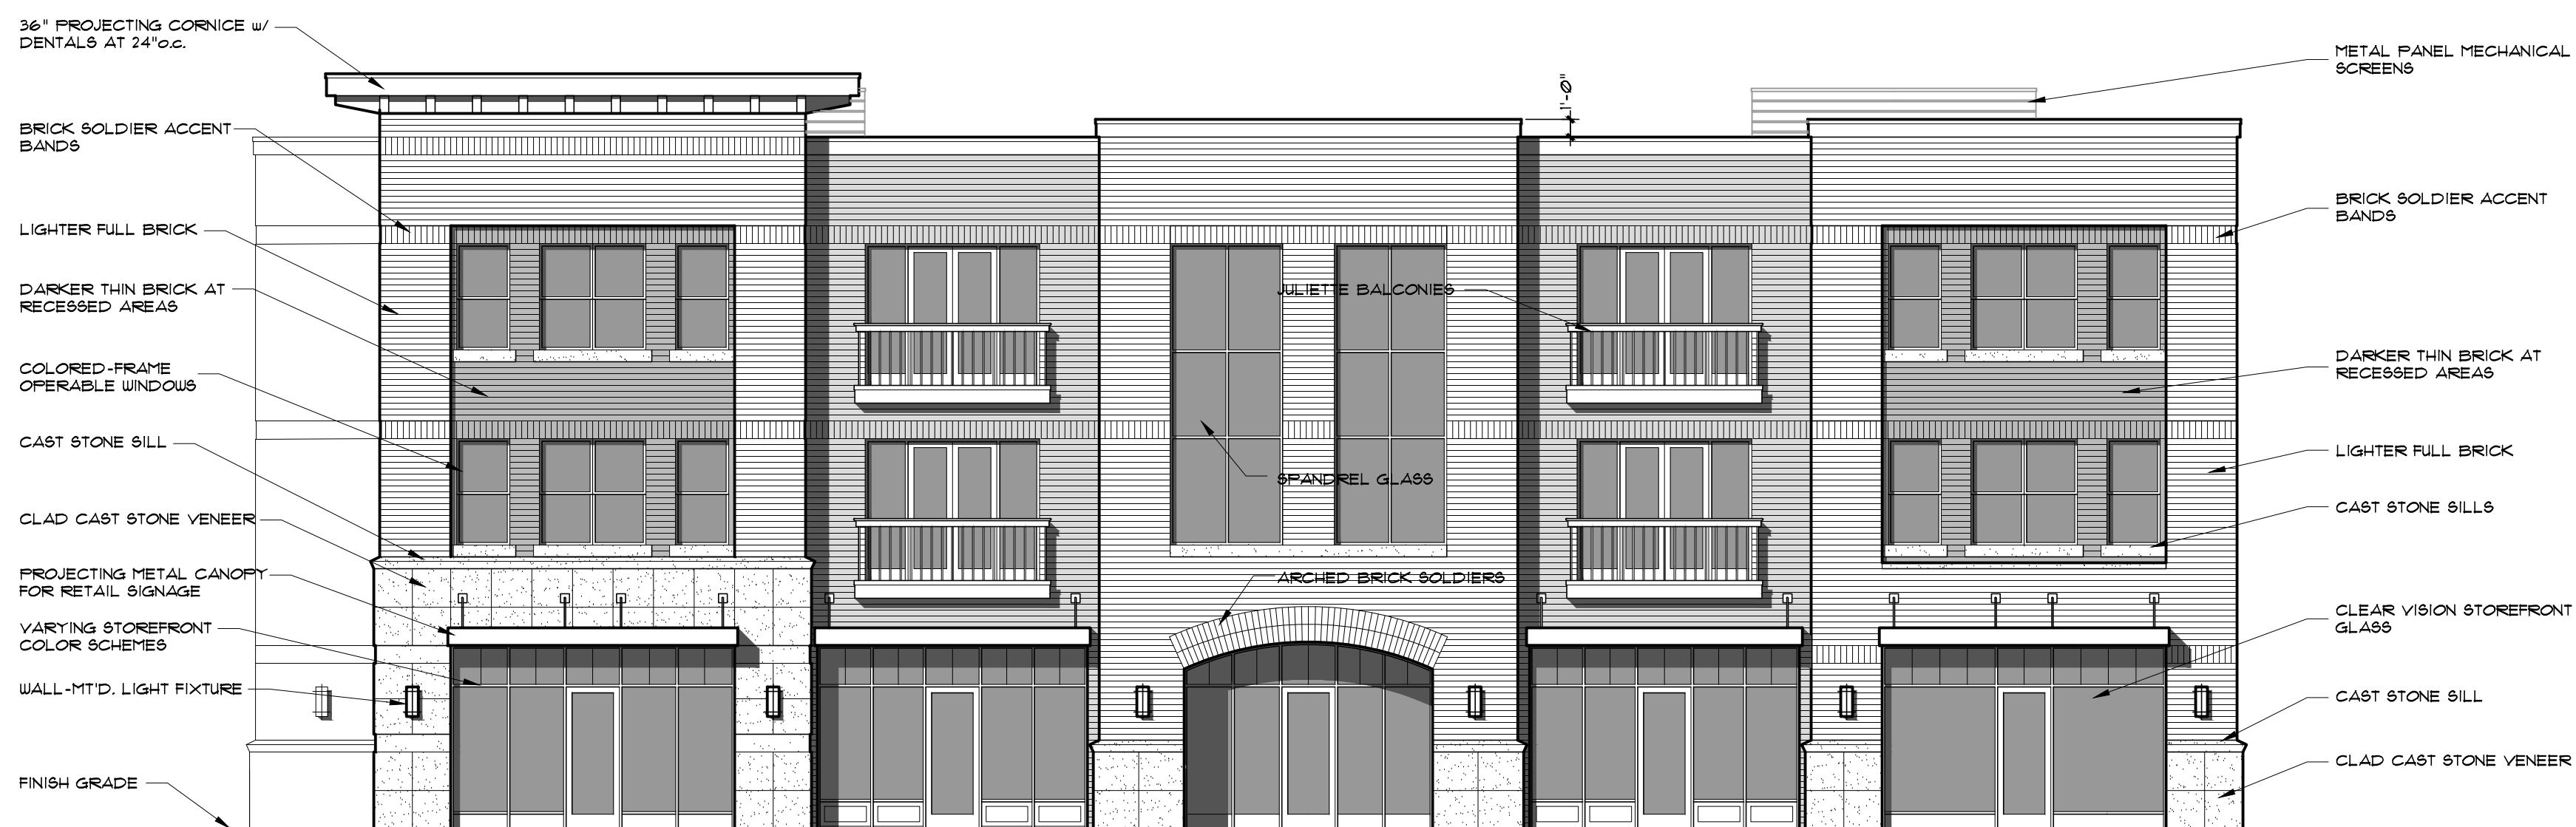 36" PROJECTING CORNICE w/
DENTALS AT 24"o.c.
BRICK SOLDIER ACCENT
BANDS
LIGHTER FULL BRICK
DARKER THIN BRICK AT
RECESSED AREAS
COLORED-FRAME
OPERABLE WINDOWS
CAST STONE SILL
CLAD CAST STONE VENEER
PROJECTING METAL CANOPY
FOR RETAIL SIGNAGE
VARYING STOREFRONT
COLOR SCHEMES
WALL-MT'D. LIGHT FIXTURE
FINISH GRADE
1'-0"
JULIETTE BALCONIES
SPANDREL GLASS
ARCHED BRICK SOLDIERS
METAL PANEL MECHANICAL
SCREENS
BRICK SOLDIER ACCENT
BANDS
DARKER THIN BRICK AT
RECESSED AREAS
LIGHTER FULL BRICK
CAST STONE SILLS
CLEAR VISION STOREFRONT
GLASS
CAST STONE SILL
CLAD CAST STONE VENEER